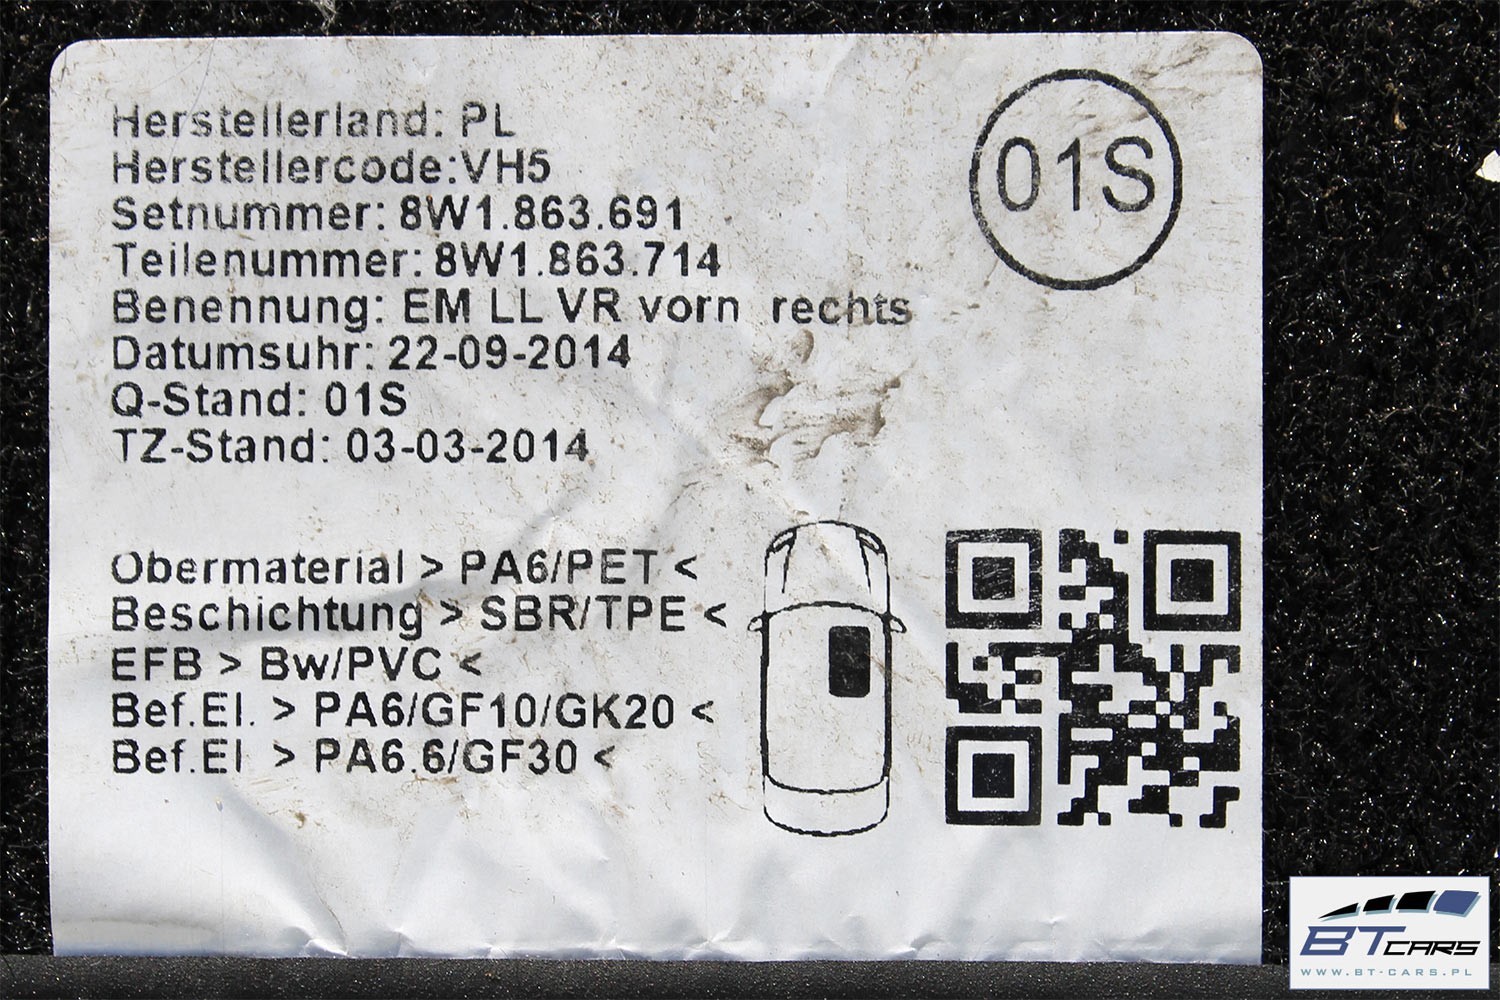 Herstellerland: PL
Herstellercode:VH5
Setnummer: 8W1.863.691
Teilenummer: 8W1.863.714
Benennung: EM LL VR vorn rechts
Datumsuhr: 22-09-2014
Q-Stand: 01S
TZ-Stand: 03-03-2014
01S
Obermaterial > PA6/PET <
Beschichtung > SBR/TPE <
EFB > Bw/PVC <
Bef.El. > PA6/GF10/GK20 <
Bef.El > PA6.6/GF30 <
BT CARS
WWW.BT-CARS.PL